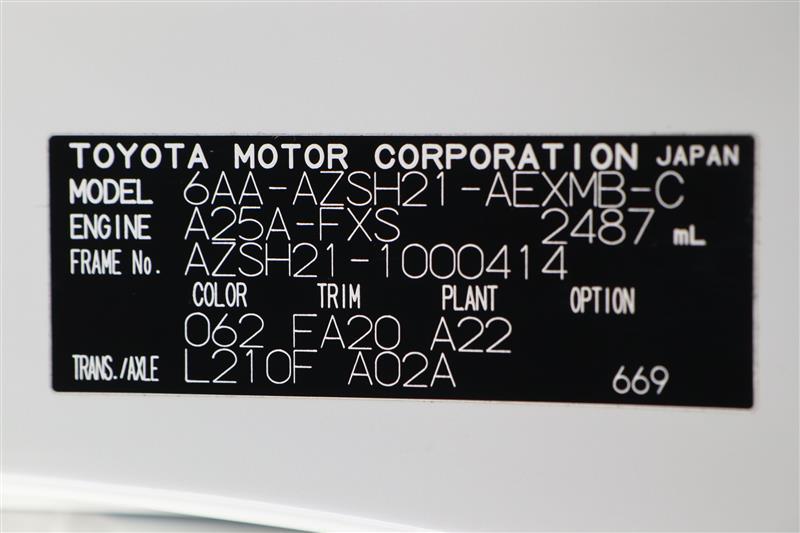 TOYOTA MOTOR CORPORATION JAPAN
MODEL 6AA-AZSH21-AEXMB-C
ENGINE A25A-FXS 2487 mL
FRAME No. AZSH21-1000414
COLOR TRIM PLANT OPTION
062 FA20 A22
TRANS./AXLE L210F A02A 669